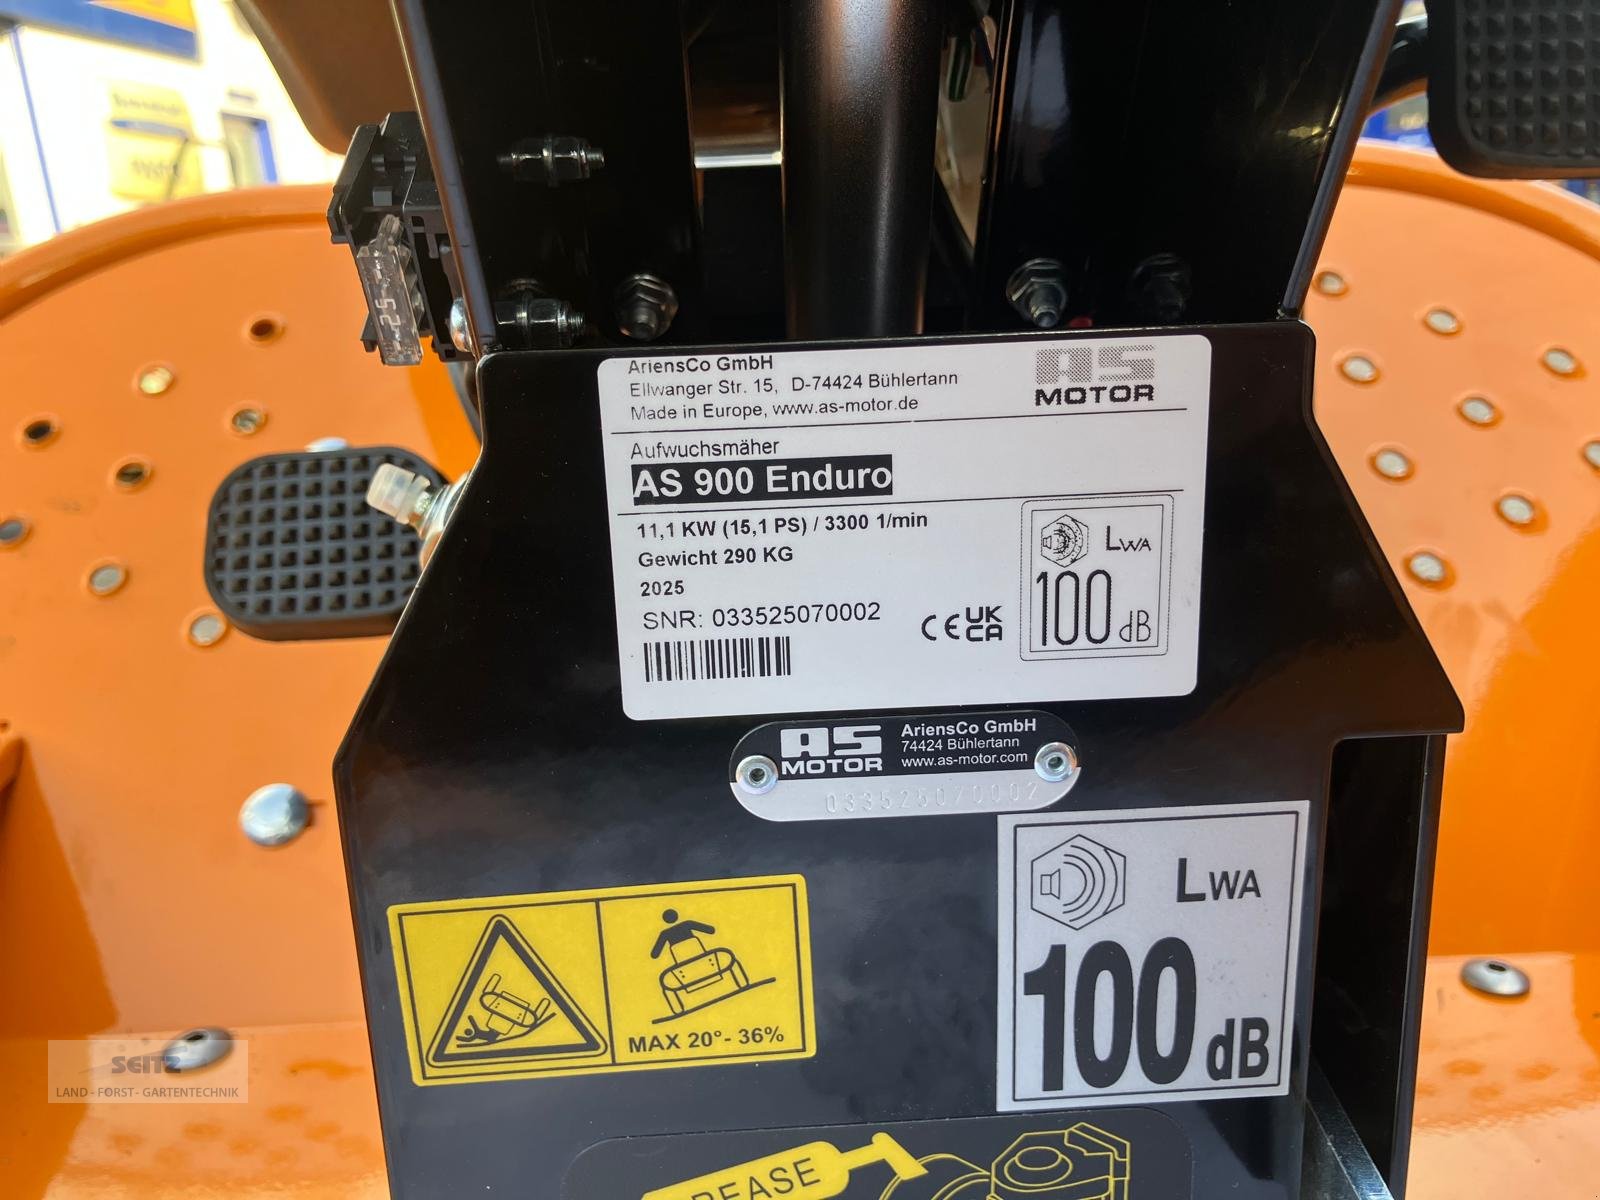 25
AriensCo GmbH
Ellwanger Str. 15, D-74424 Bühlertann
Made in Europe, www.as-motor.de
AS
MOTOR
Aufwuchsmäher
AS 900 Enduro
11,1 KW (15,1 PS) / 3300 1/min
Gewicht 290 KG
2025
SNR: 033525070002
CE UK
CA
LWA
100 dB
AS
MOTOR
AriensCo GmbH
74424 Bühlertann
www.as-motor.com
033525070002
LWA
100 dB
MAX 20°- 36%
SEITZ
LAND - FORST - GARTENTECHNIK